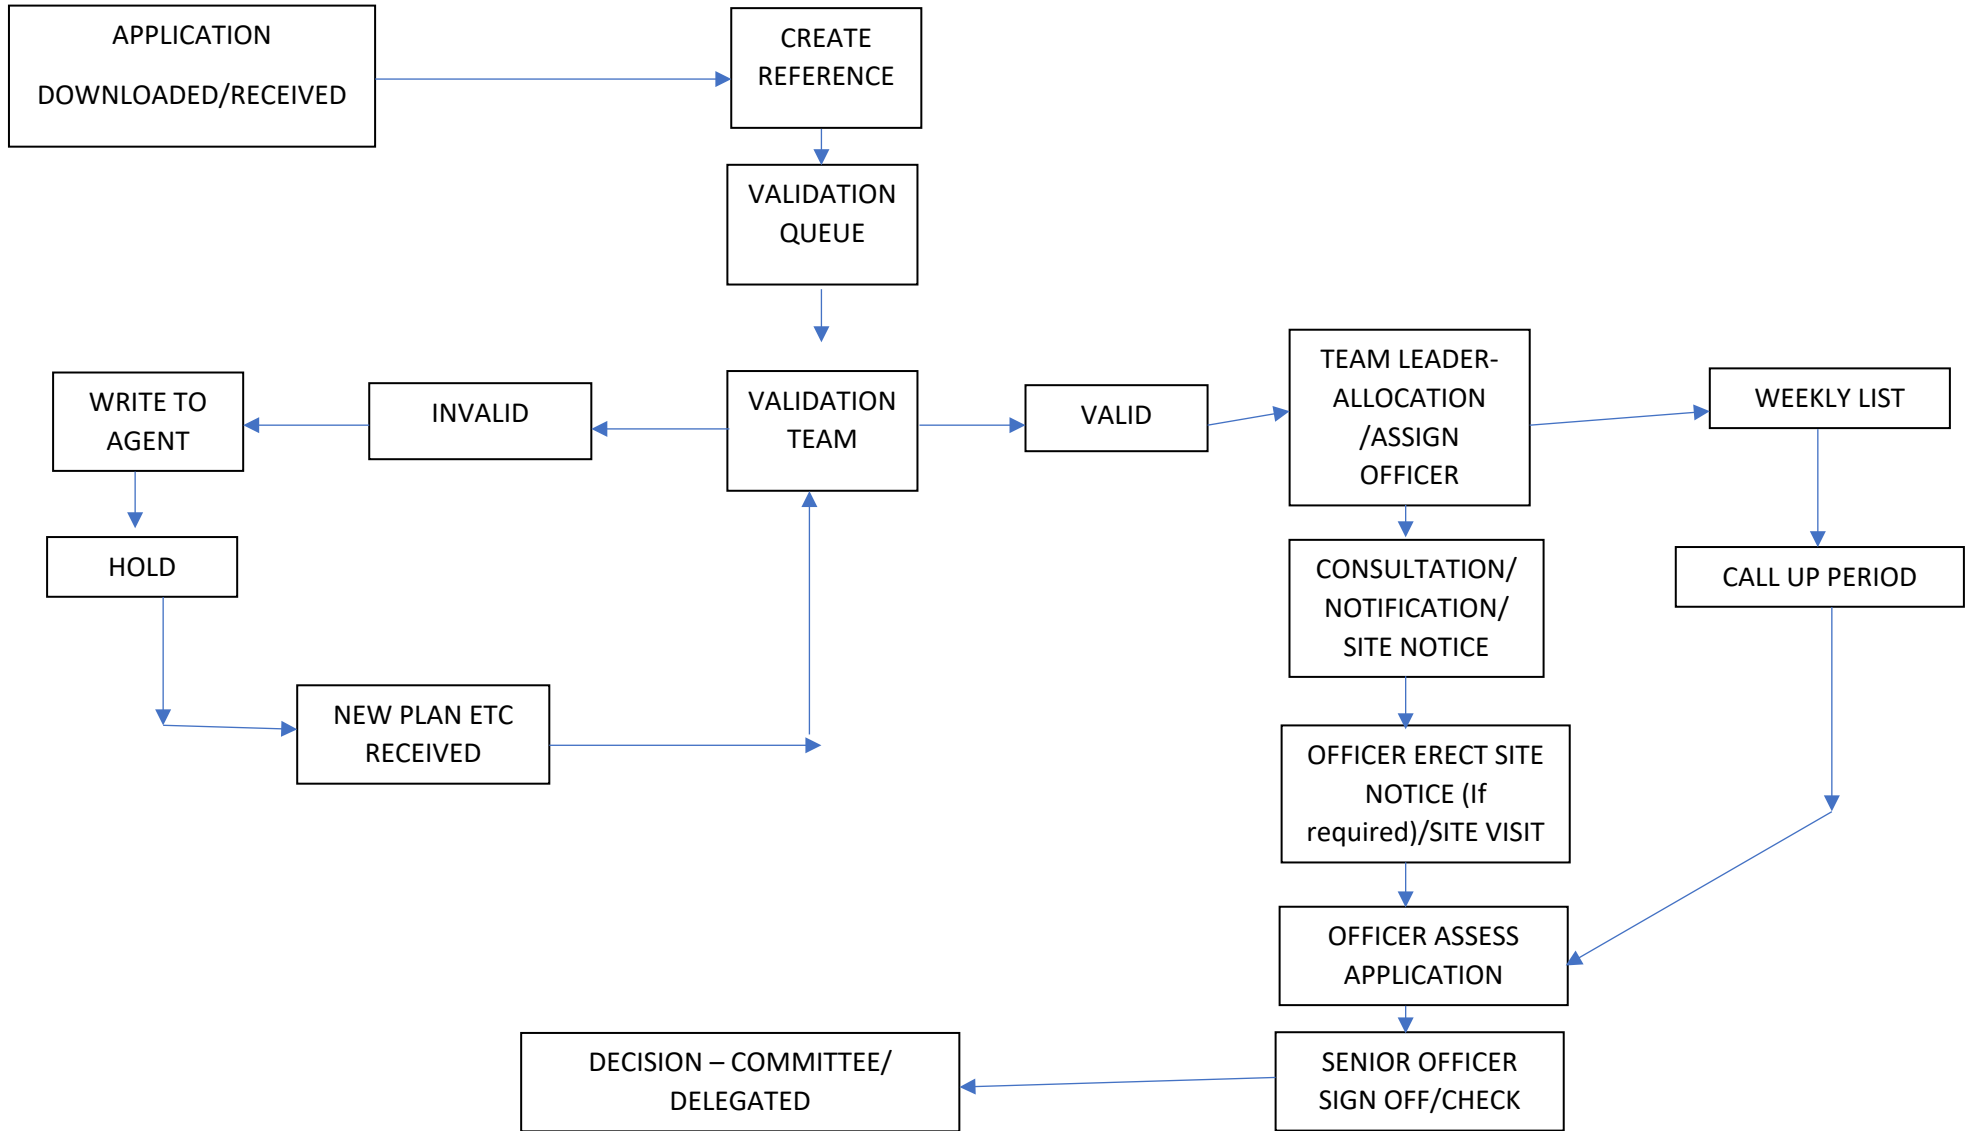 APPLICATION
DOWNLOADED/RECEIVED
CREATE
REFERENCE
VALIDATION
QUEUE
WRITE TO
AGENT
INVALID
VALIDATION
TEAM
VALID
TEAM LEADER-
ALLOCATION
/ASSIGN
OFFICER
WEEKLY LIST
HOLD
CONSULTATION/
NOTIFICATION/
SITE NOTICE
CALL UP PERIOD
NEW PLAN ETC
RECEIVED
OFFICER ERECT SITE
NOTICE (If
required)/SITE VISIT
OFFICER ASSESS
APPLICATION
DECISION – COMMITTEE/
DELEGATED
SENIOR OFFICER
SIGN OFF/CHECK